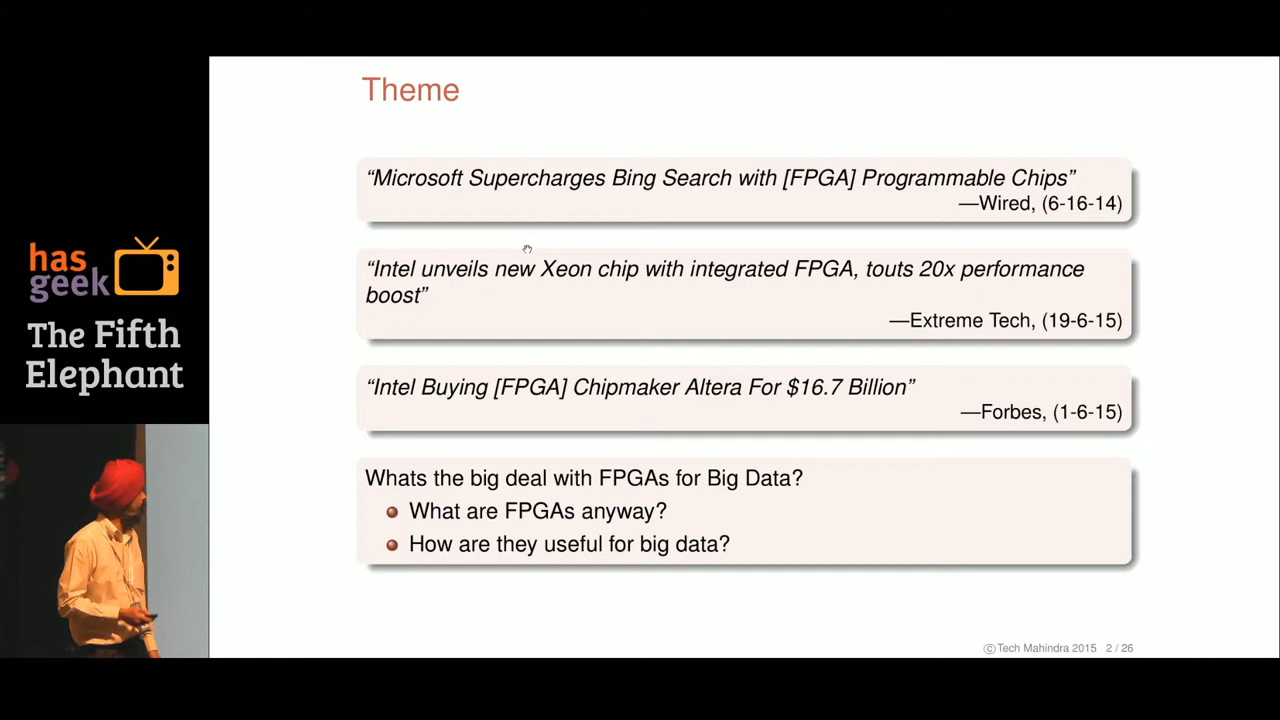 Theme
“Microsoft Supercharges Bing Search with [FPGA] Programmable Chips”
—Wired, (6-16-14)
“Intel unveils new Xeon chip with integrated FPGA, touts 20x performance
boost”
—Extreme Tech, (19-6-15)
“Intel Buying [FPGA] Chipmaker Altera For $16.7 Billion”
—Forbes, (1-6-15)
Whats the big deal with FPGAs for Big Data?
What are FPGAs anyway?
How are they useful for big data?
©Tech Mahindra 2015 2 / 26
has
geek
The Fifth
Elephant